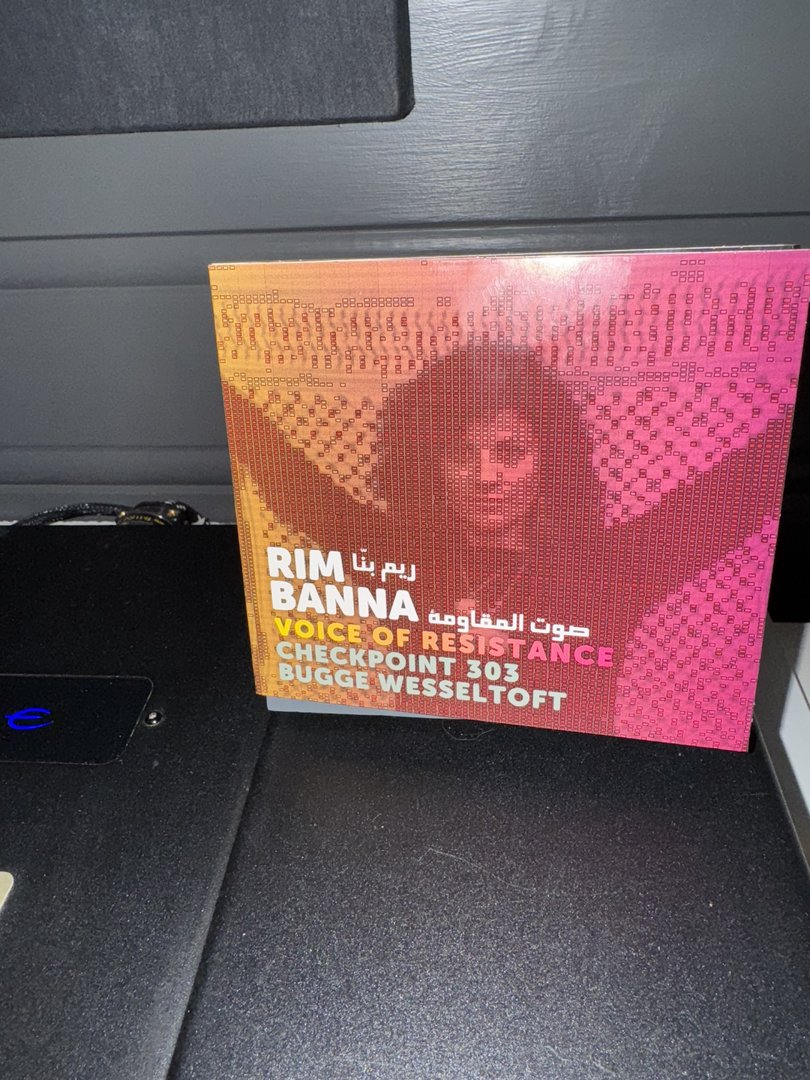 RIM ريم بنّا
BANNA صوت المقاومة
VOICE OF RESISTANCE
CHECKPOINT 303
BUGGE WESSELTOFT